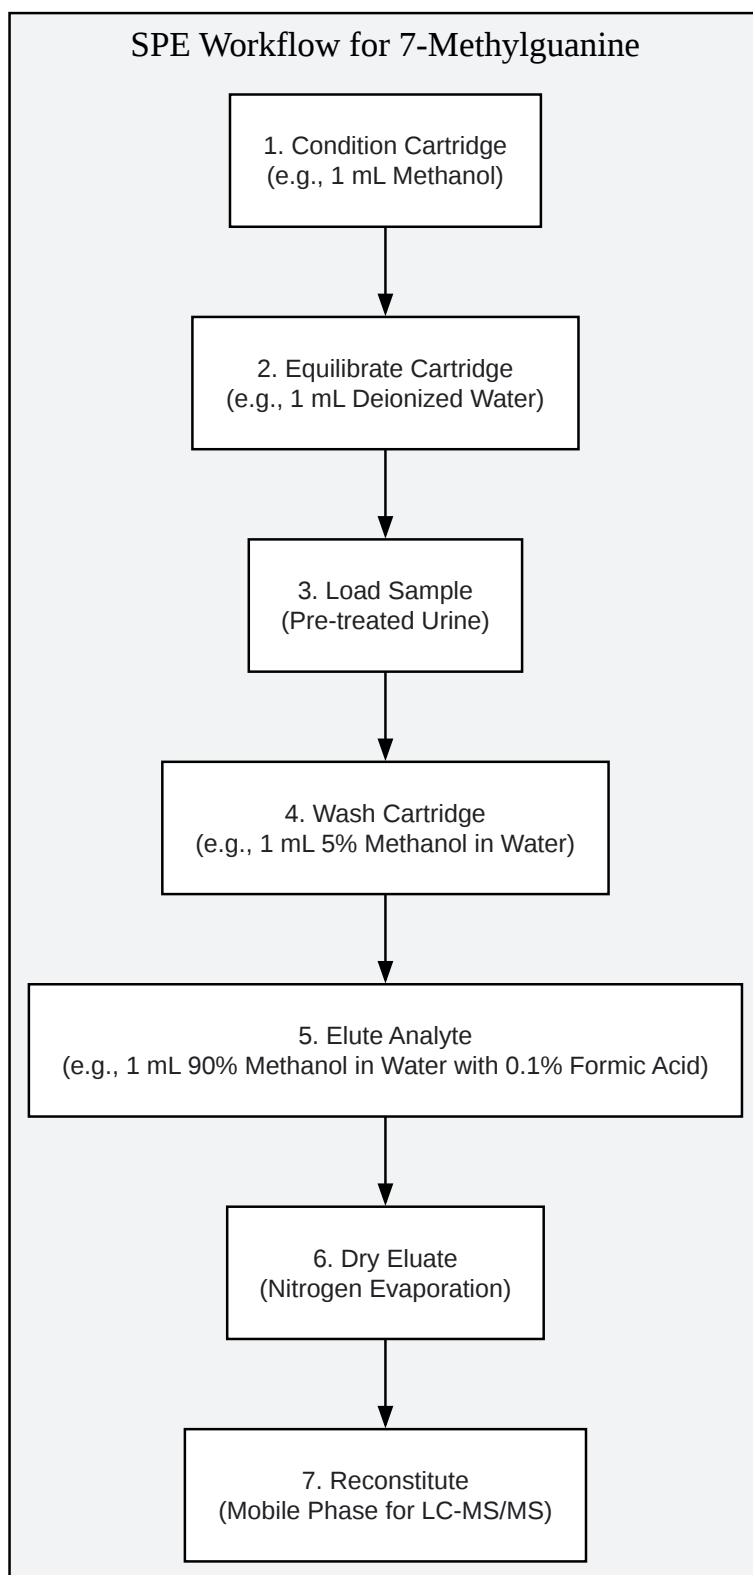 SPE Workflow for 7-Methylguanine
1. Condition Cartridge
(e.g., 1 mL Methanol)
2. Equilibrate Cartridge
(e.g., 1 mL Deionized Water)
3. Load Sample
(Pre-treated Urine)
4. Wash Cartridge
(e.g., 1 mL 5% Methanol in Water)
5. Elute Analyte
(e.g., 1 mL 90% Methanol in Water with 0.1% Formic Acid)
6. Dry Eluate
(Nitrogen Evaporation)
7. Reconstitute
(Mobile Phase for LC-MS/MS)